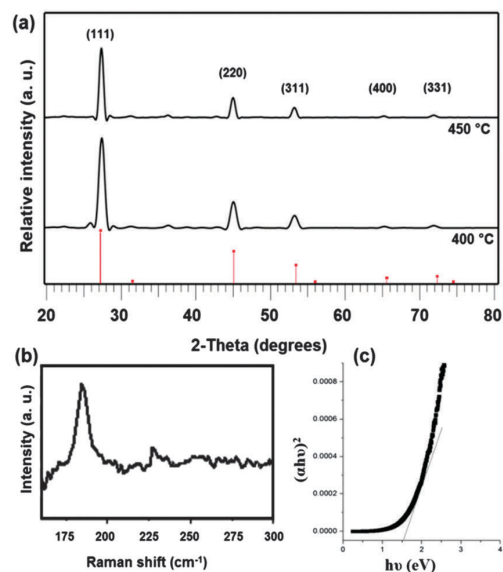 (a)
(111)
(220)
(311)
(400)
(331)
450 °C
400 °C
Relative intensity (a. u.)
20 30 40 50 60 70 80
2-Theta (degrees)
(b)
Intensity (a. u.)
175 200 225 250 275 300
Raman shift (cm-1)
(c)
0.0008
0.0006
0.0004
0.0002
0.0000
(αhυ)2
0 1 2 3 4
hυ (eV)